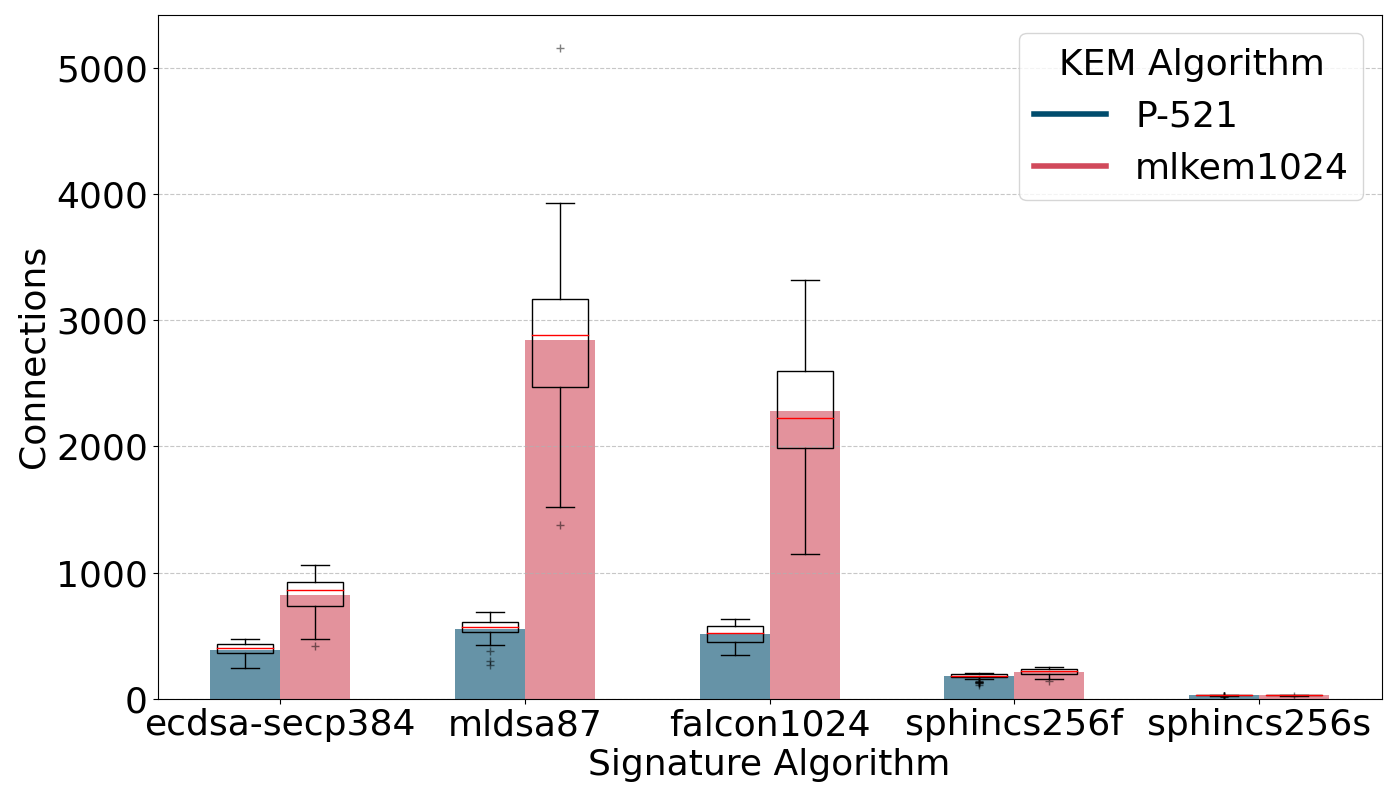 KEM Algorithm
P-521
mlkem1024
5000
4000
3000
2000
1000
0
Connections
ecdsa-secp384 mldsa87 falcon1024 sphincs256f sphincs256s
Signature Algorithm